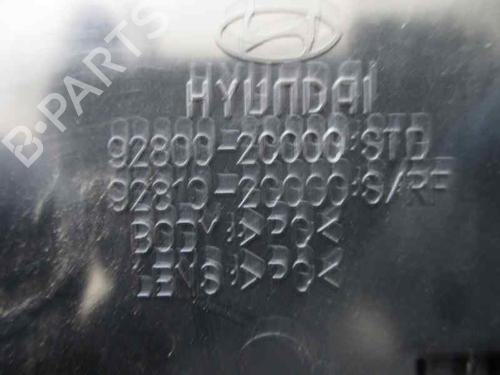 B-PARTS
HYUNDAI
92800-2C000:STD
92810-2C000:S/RF
BODY:>PC<
LENS:>PC<